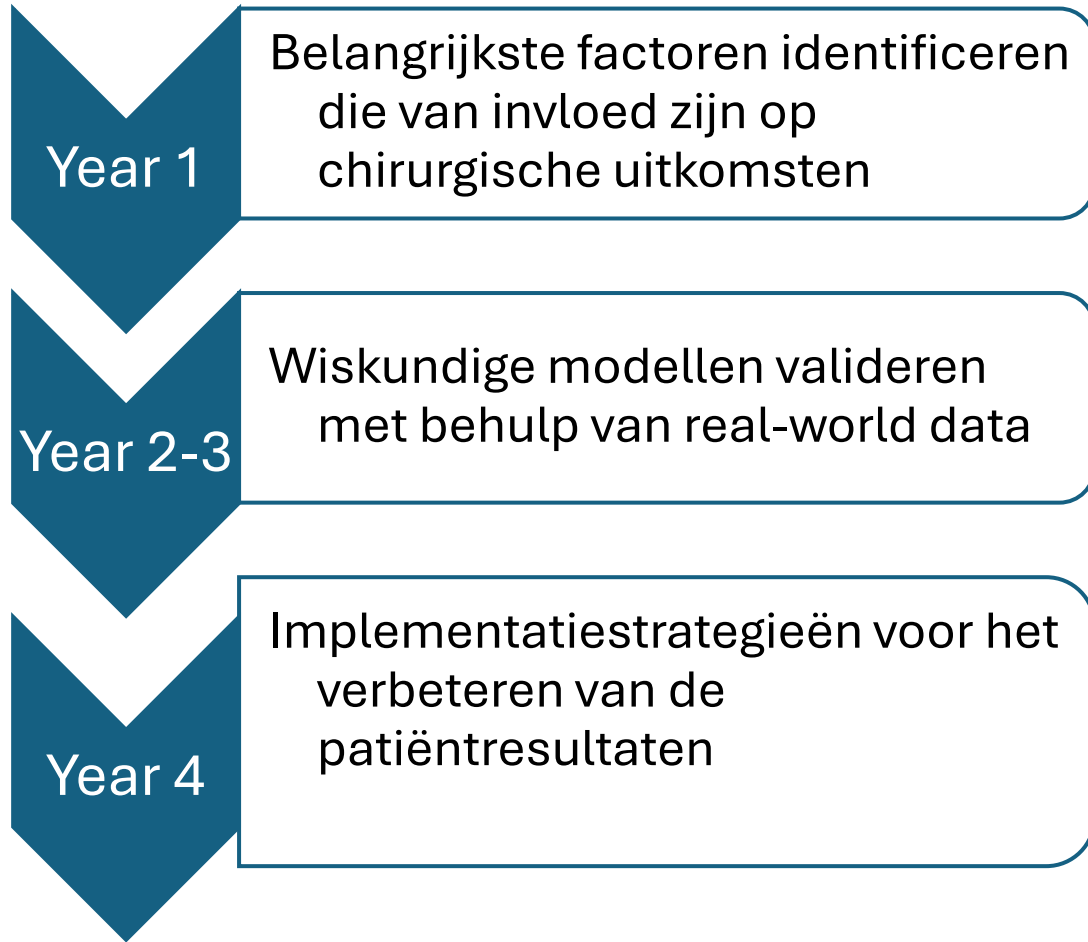 Year 1
Belangrijkste factoren identificeren
die van invloed zijn op
chirurgische uitkomsten
Year 2-3
Wiskundige modellen valideren
met behulp van real-world data
Year 4
Implementatiestrategieën voor het
verbeteren van de
patiëntresultaten